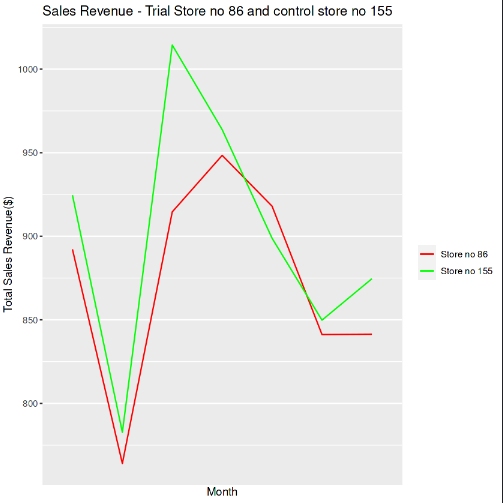 Sales Revenue - Trial Store no 86 and control store no 155
1000
950
900
850
800
Total Sales Revenue($)
Month
Store no 86
Store no 155